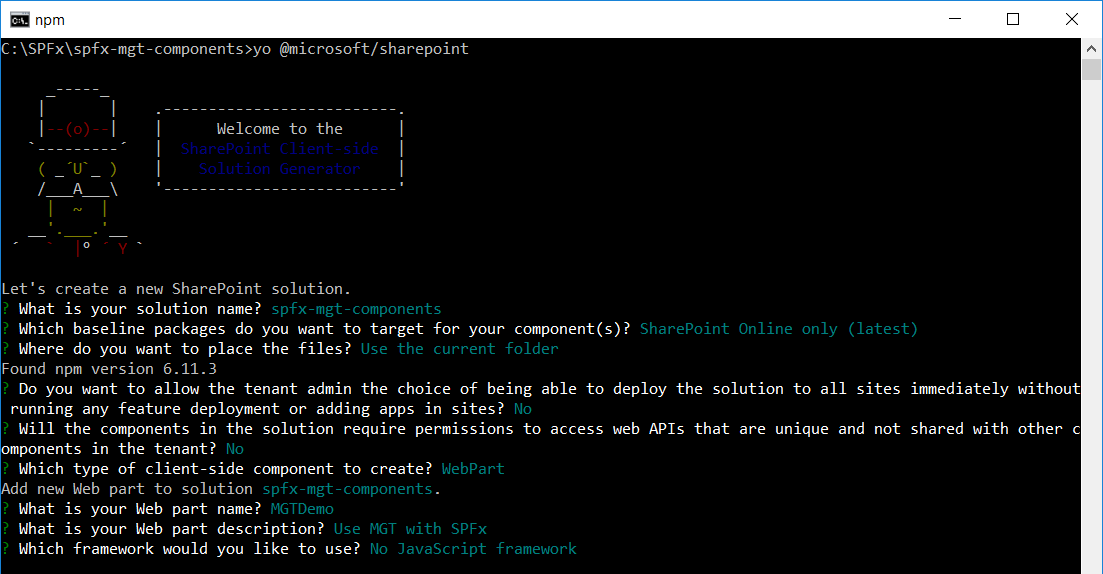 npm
C:\SPFx\spfx-mgt-components>yo @microsoft/sharepoint
     _-----_
    |       |    .--------------------------.
    |--(o)--|    |      Welcome to the      |
   `---------´   |  SharePoint Client-side  |
    ( _´U`_ )    |    Solution Generator    |
    /___A___\    '--------------------------'
     |  ~  |
   __'.___.'__
 ´   `  |° ´ Y `
Let's create a new SharePoint solution.
? What is your solution name? spfx-mgt-components
? Which baseline packages do you want to target for your component(s)? SharePoint Online only (latest)
? Where do you want to place the files? Use the current folder
Found npm version 6.11.3
? Do you want to allow the tenant admin the choice of being able to deploy the solution to all sites immediately without
 running any feature deployment or adding apps in sites? No
? Will the components in the solution require permissions to access web APIs that are unique and not shared with other c
omponents in the tenant? No
? Which type of client-side component to create? WebPart
Add new Web part to solution spfx-mgt-components.
? What is your Web part name? MGTDemo
? What is your Web part description? Use MGT with SPFx
? Which framework would you like to use? No JavaScript framework